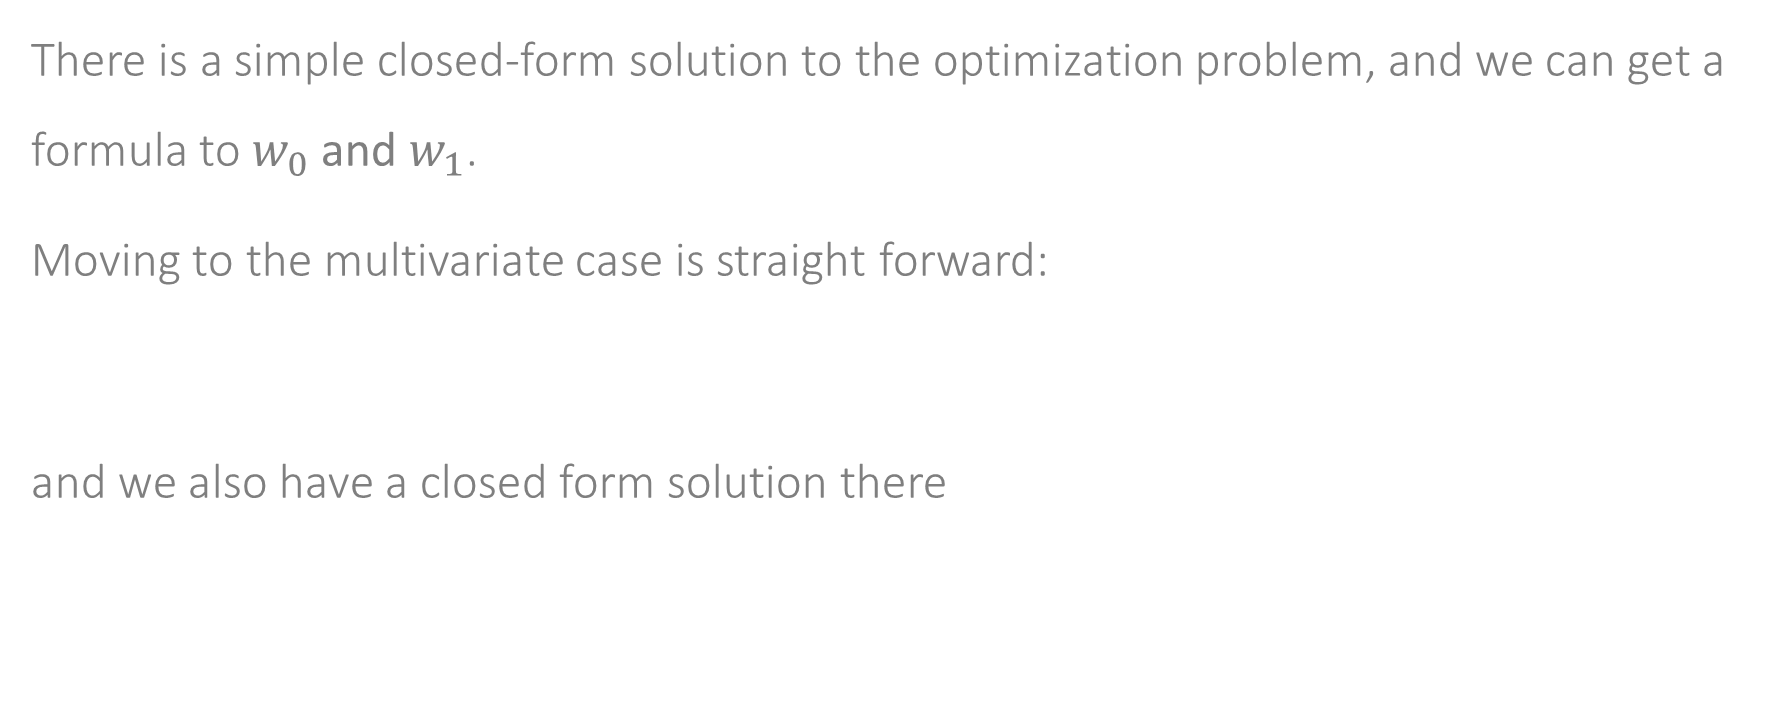 There is a simple closed-form solution to the optimization problem, and we can get a
formula to w₀ and w₁.
Moving to the multivariate case is straight forward:
and we also have a closed form solution there